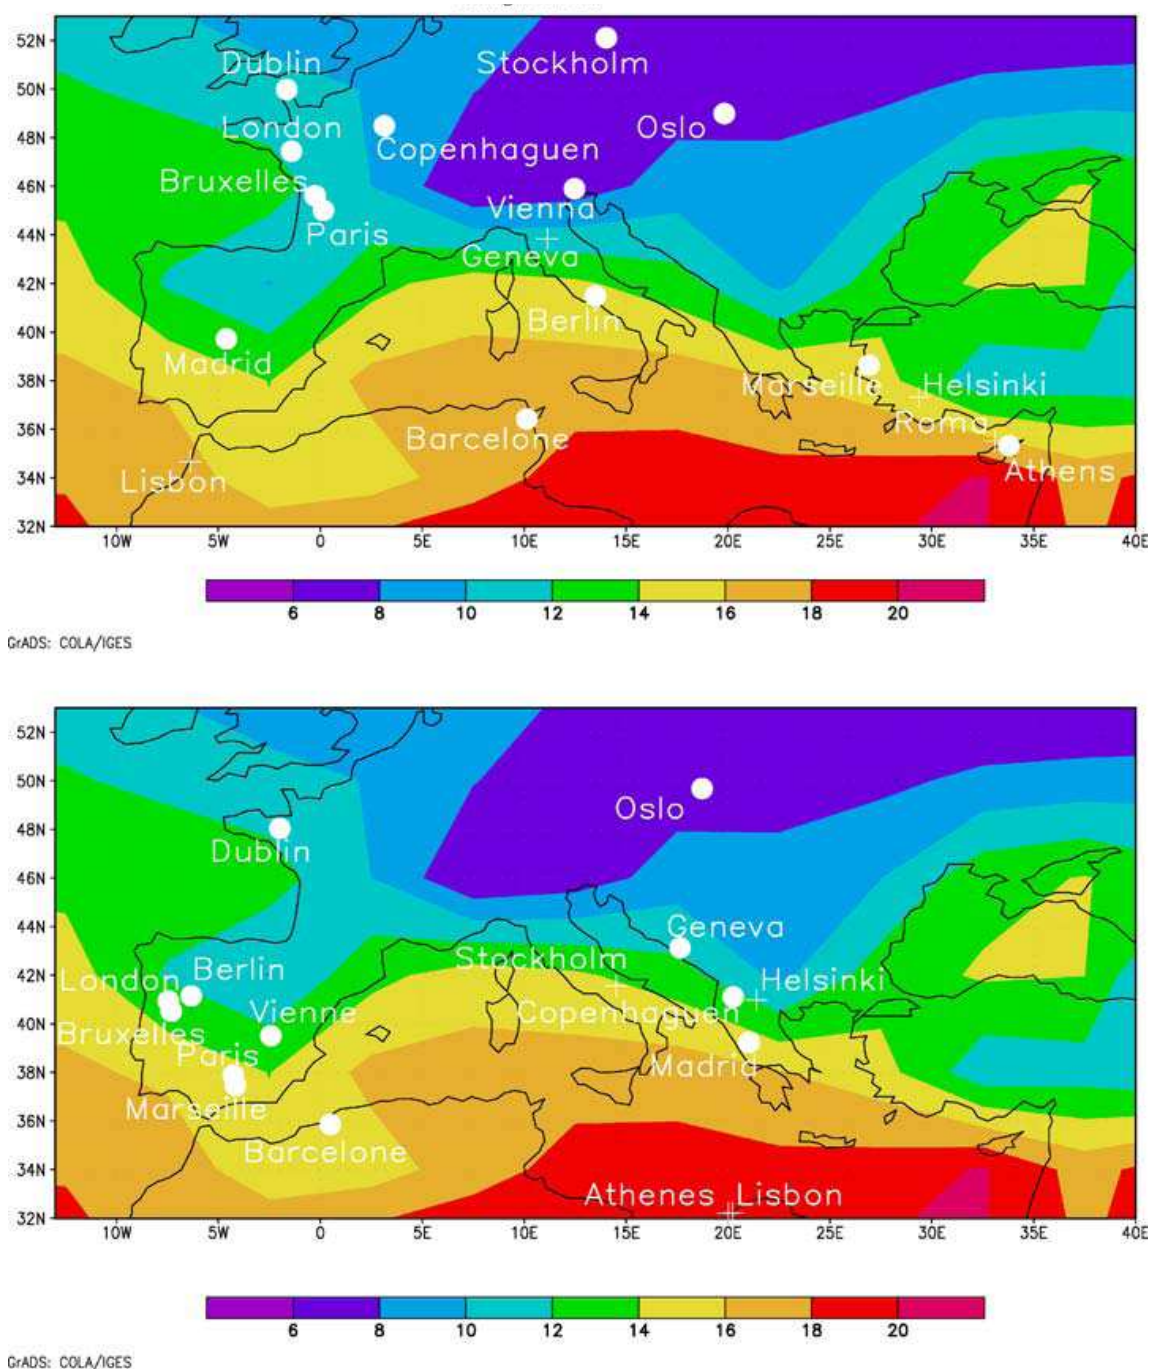 52N
Dublin
Stockholm
50N
London
Oslo
48N
Copenhaguen
Bruxelles
46N
Vienna
Paris
44N
Geneva
42N
Berlin
40N
Madrid
38N
Marseille Helsinki
36N
Barcelone
Roma
34N
Lisbon
Athens
32N
10W 5W 0 5E 10E 15E 20E 25E 30E 35E 40E
6 8 10 12 14 16 18 20
GrADS: COLA/IGES
52N
50N
Oslo
48N
Dublin
46N
44N
Geneva
Stockholm
42N
London Berlin
Helsinki
Copenhaguen
Vienne
40N
Bruxelles
Paris
Madrid
38N
Marseille
36N
Barcelone
34N
Athenes Lisbon
32N
10W 5W 0 5E 10E 15E 20E 25E 30E 35E 40E
6 8 10 12 14 16 18 20
GrADS: COLA/IGES